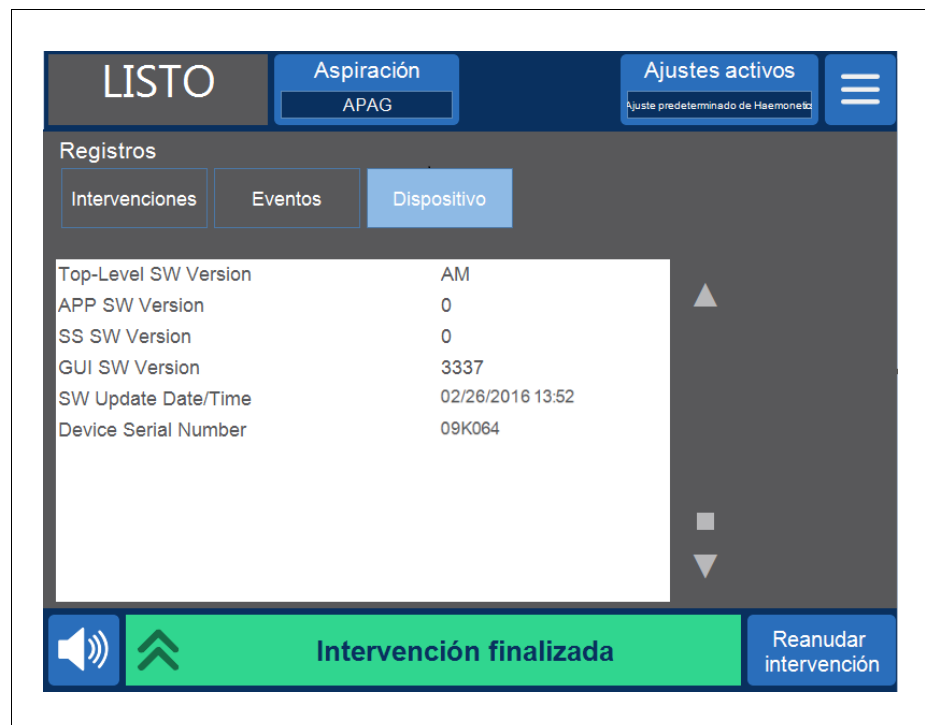 LISTO
Aspiración
APAG
Ajustes activos
Ajuste predeterminado de Haemonetic
Registros
Intervenciones
Eventos
Dispositivo
Top-Level SW Version AM
APP SW Version 0
SS SW Version 0
GUI SW Version 3337
SW Update Date/Time 02/26/2016 13:52
Device Serial Number 09K064
Intervención finalizada
Reanudar
intervención